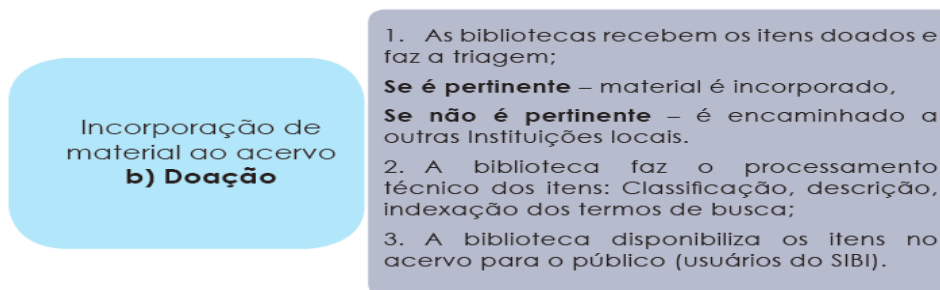 Incorporação de
material ao acervo
b) Doação
1. As bibliotecas recebem os itens doados e
faz a triagem;
Se é pertinente – material é incorporado,
Se não é pertinente – é encaminhado a
outras Instituições locais.
2. A biblioteca faz o processamento
técnico dos itens: Classificação, descrição,
indexação dos termos de busca;
3. A biblioteca disponibiliza os itens no
acervo para o público (usuários do SIBI).